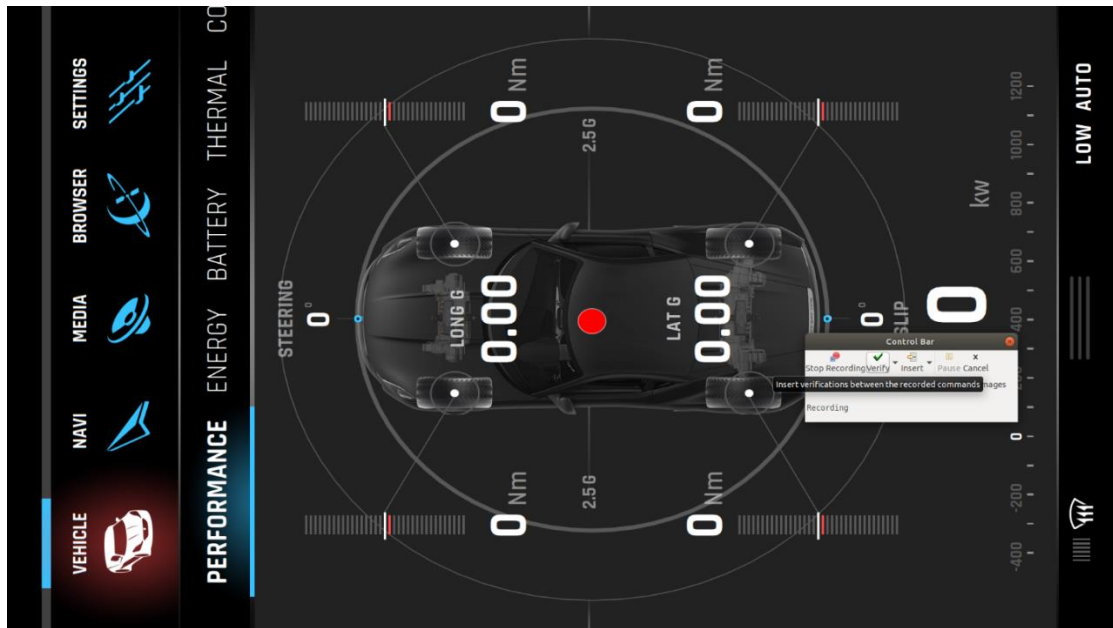 VEHICLE NAVI MEDIA BROWSER SETTINGS
PERFORMANCE ENERGY BATTERY THERMAL
STEERING
0°
LONG G
0 Nm 0.00 0 Nm
2.5 G 2.5 G
LAT G
0 Nm 0.00 0 Nm
0°
SLIP
0 kW
-400 - -200 - 0 - 400 - 600 - 800 - 1000 - 1200 -
LOW AUTO
Control Bar
Stop Recording Verify Insert Pause Cancel
Insert verifications between the recorded commands
Recording